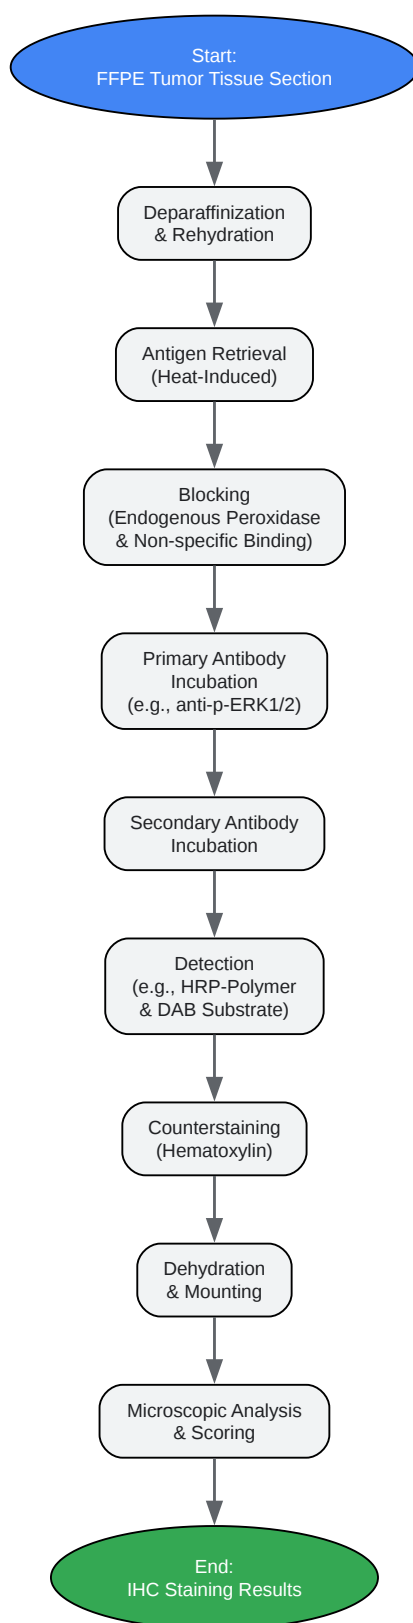 Start:
FFPE Tumor Tissue Section
Deparaffinization
& Rehydration
Antigen Retrieval
(Heat-Induced)
Blocking
(Endogenous Peroxidase
& Non-specific Binding)
Primary Antibody
Incubation
(e.g., anti-p-ERK1/2)
Secondary Antibody
Incubation
Detection
(e.g., HRP-Polymer
& DAB Substrate)
Counterstaining
(Hematoxylin)
Dehydration
& Mounting
Microscopic Analysis
& Scoring
End:
IHC Staining Results